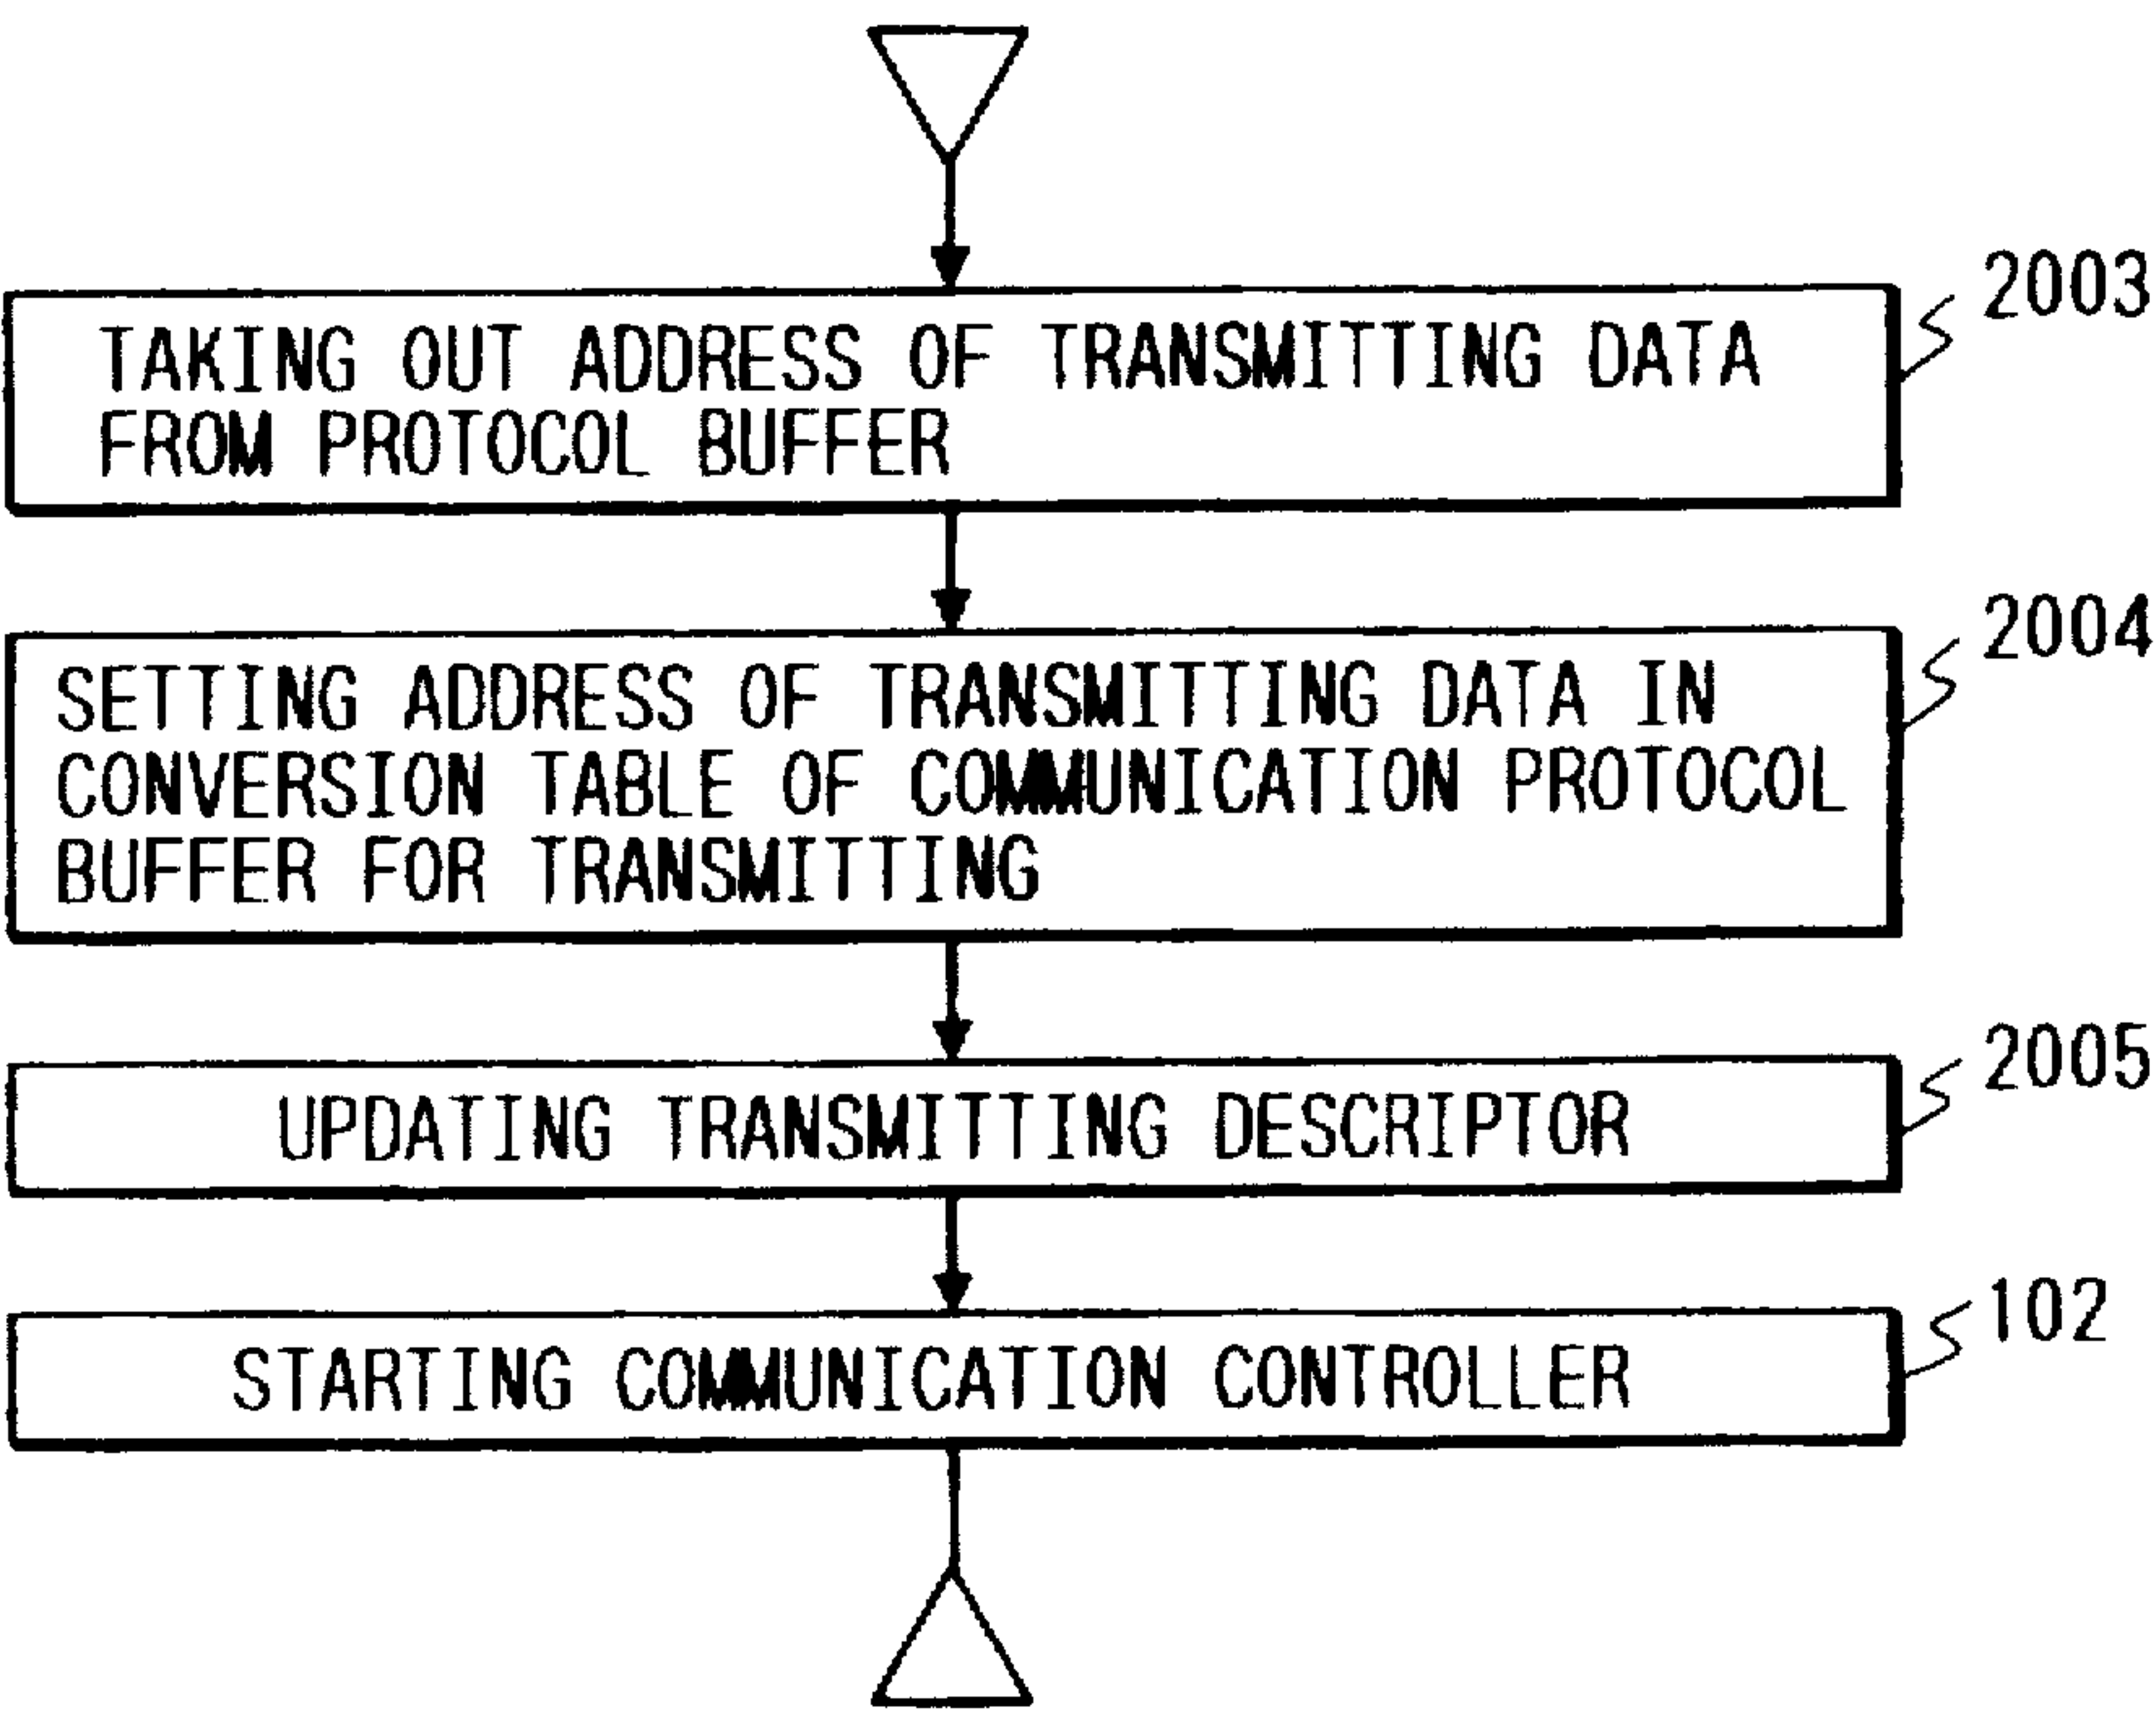 2003
TAKING OUT ADDRESS OF TRANSMITTING DATA
FROM PROTOCOL BUFFER
2004
SETTING ADDRESS OF TRANSMITTING DATA IN
CONVERSION TABLE OF COMMUNICATION PROTOCOL
BUFFER FOR TRANSMITTING
2005
UPDATING TRANSMITTING DESCRIPTOR
102
STARTING COMMUNICATION CONTROLLER